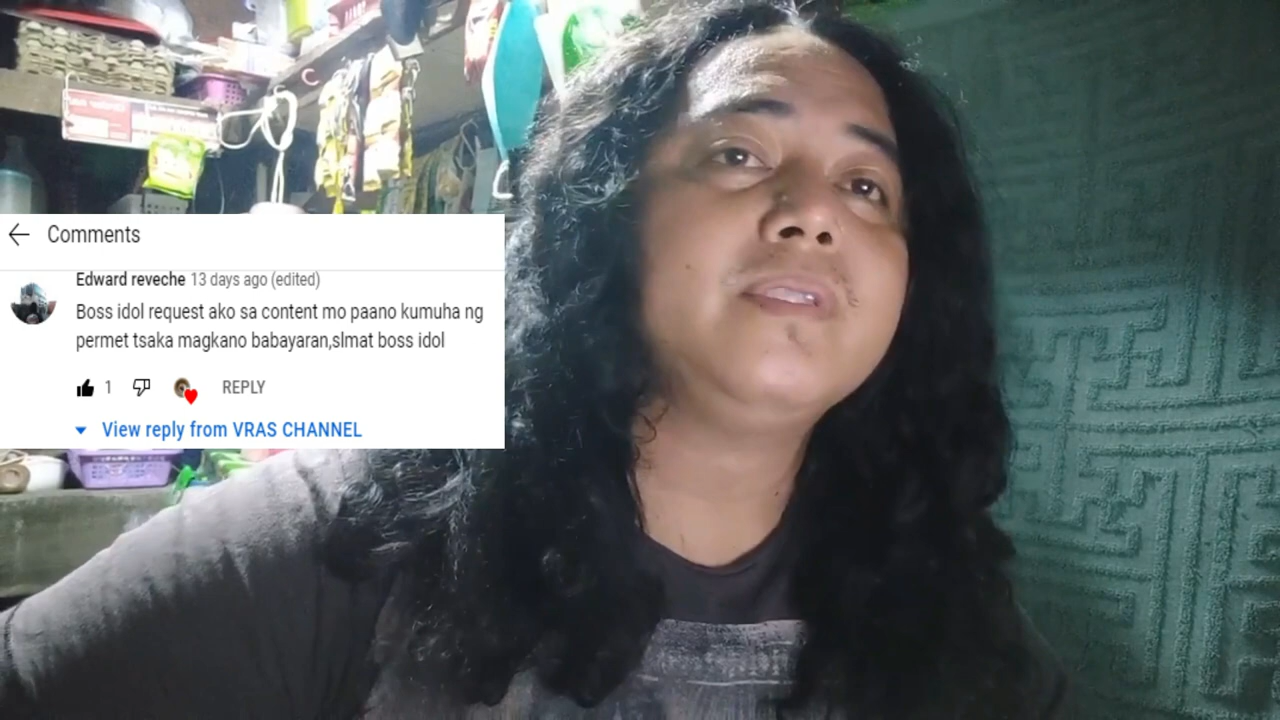 Comments
Edward reveche 13 days ago (edited)
Boss idol request ako sa content mo paano kumuha ng
permet tsaka magkano babayaran,slmat boss idol
1
REPLY
View reply from VRAS CHANNEL